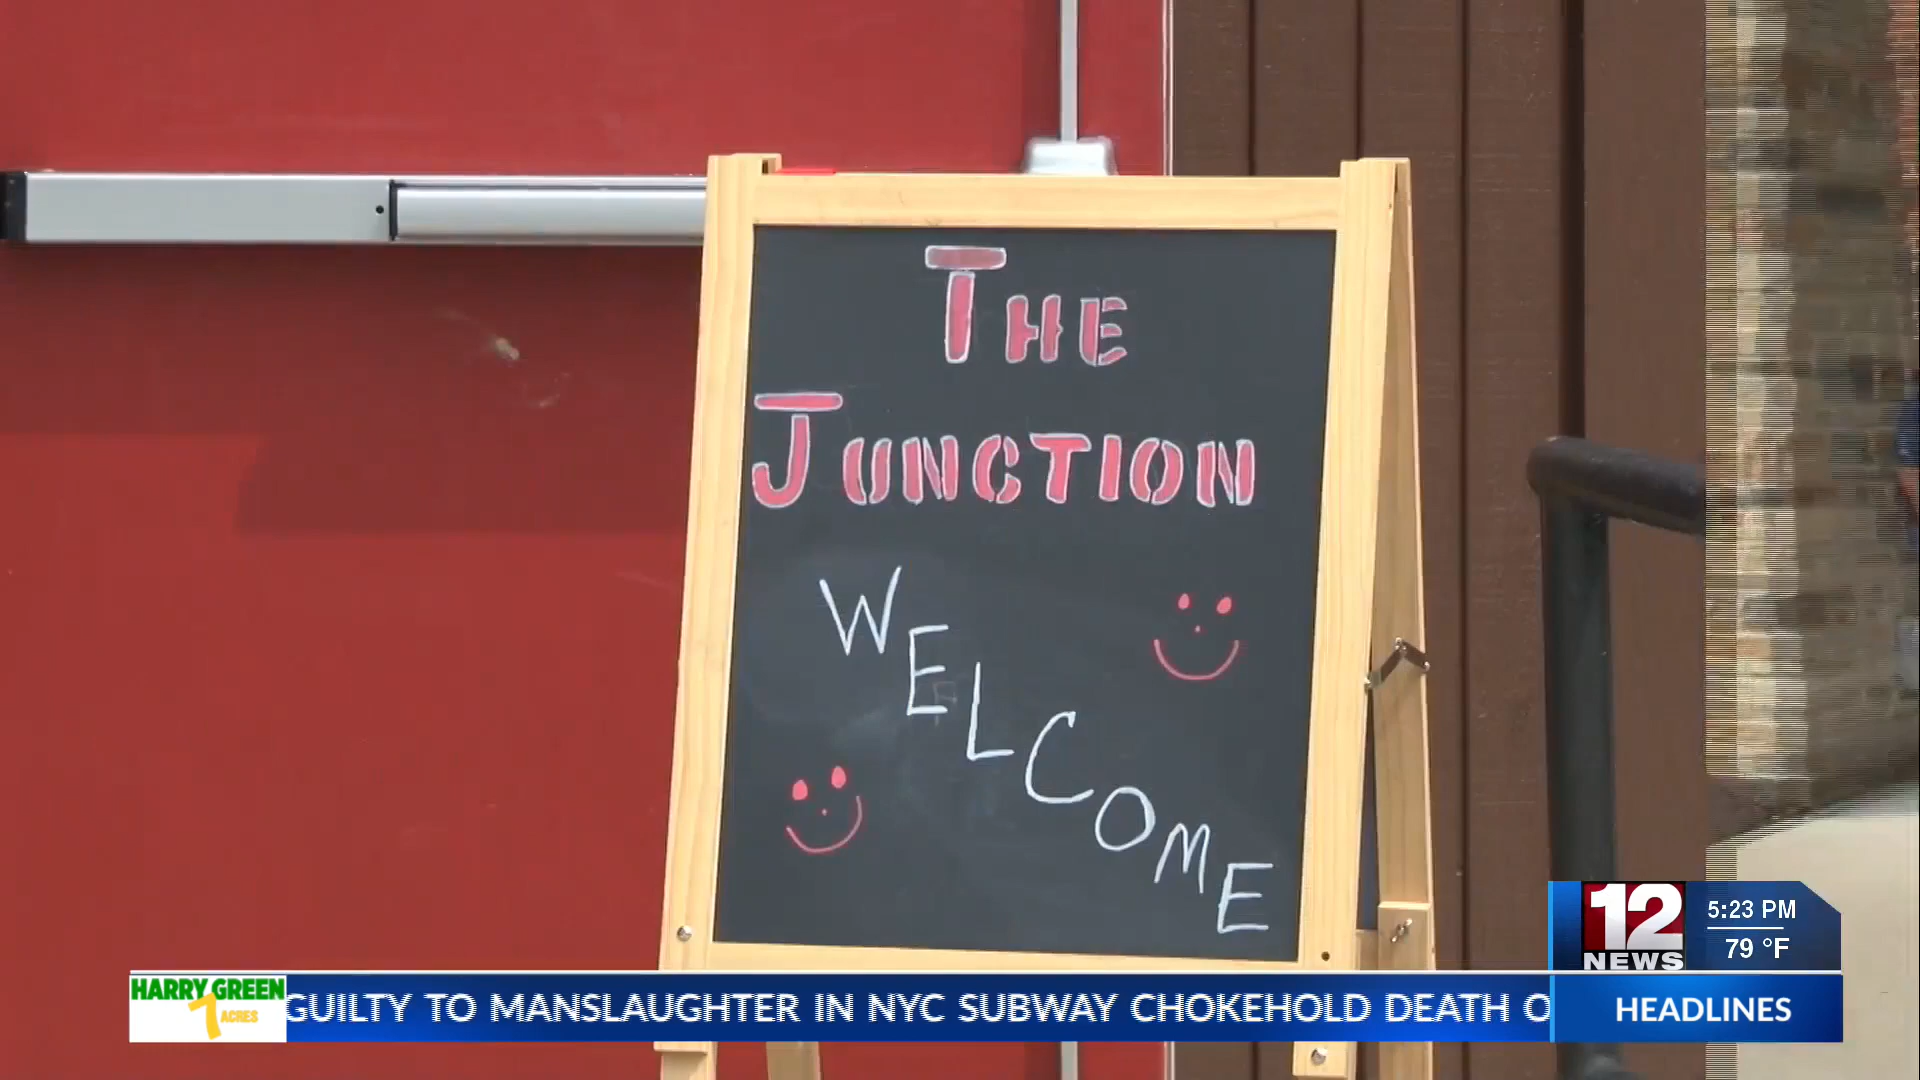 THE
JUNCTION
WELCOME
12
NEWS
5:23 PM
79 °F
HARRY GREEN
7 ACRES
GUILTY TO MANSLAUGHTER IN NYC SUBWAY CHOKEHOLD DEATH O
HEADLINES